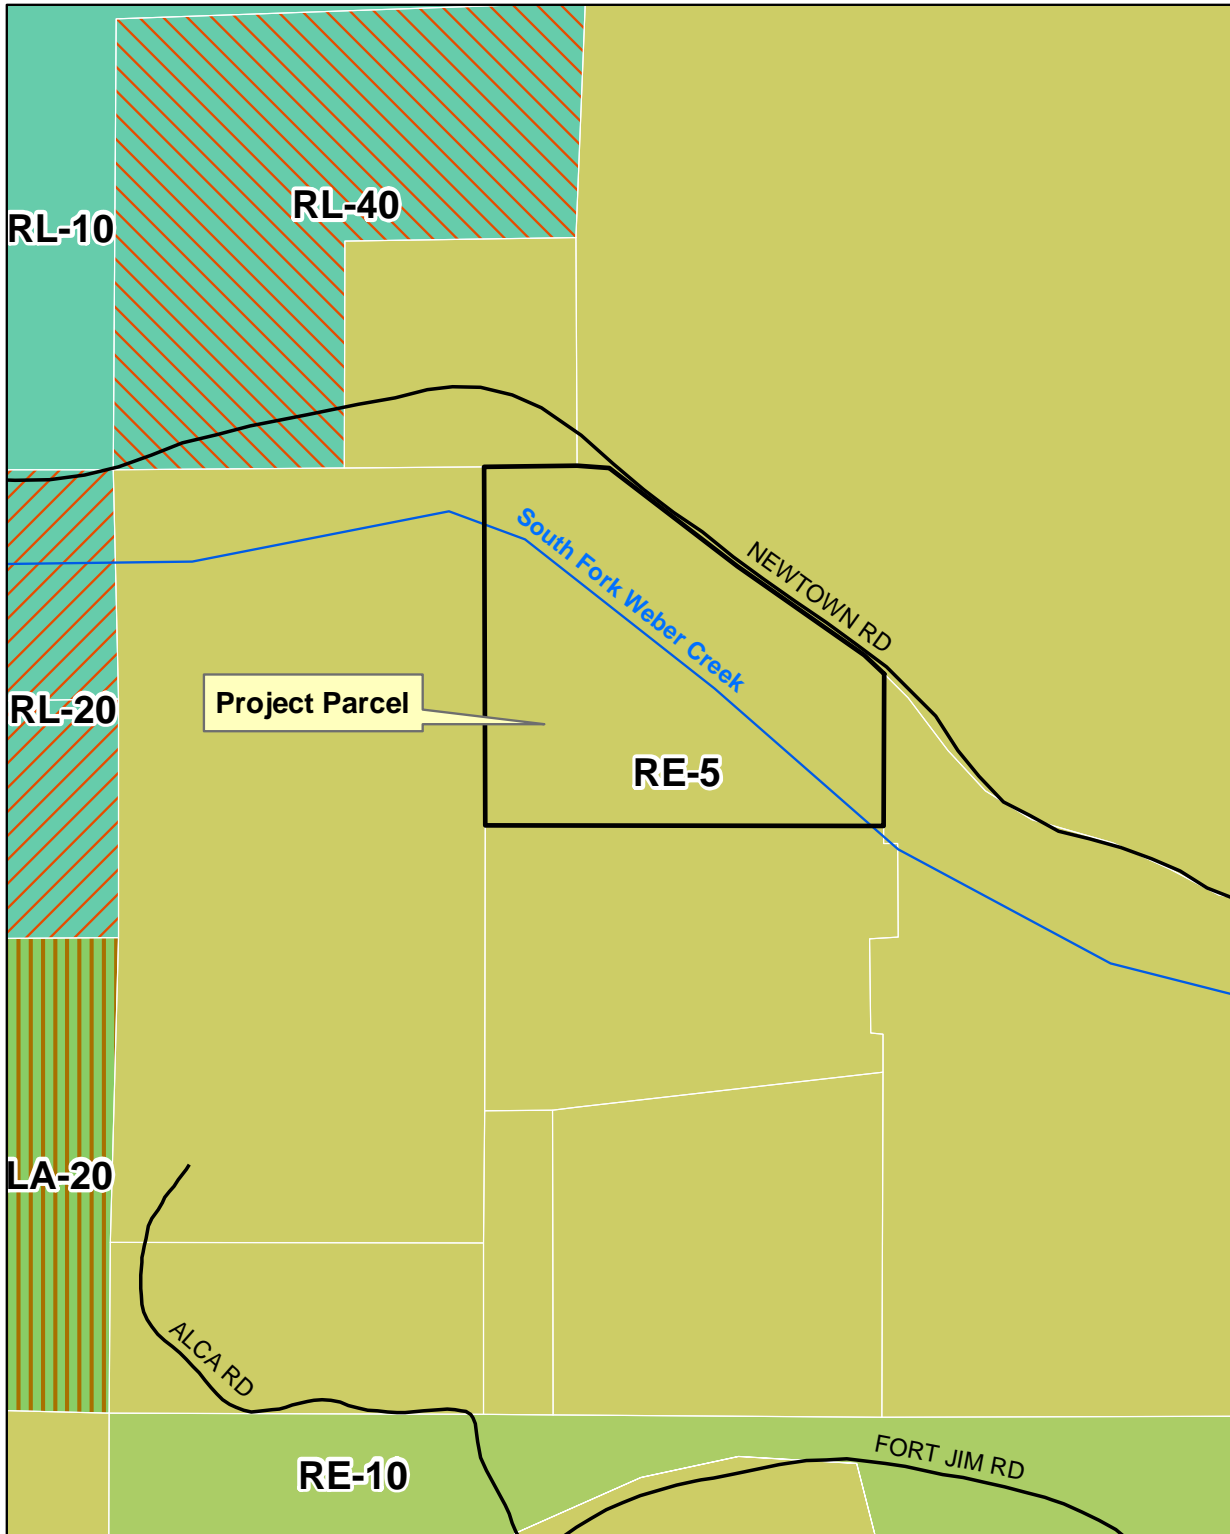 RL-40
RL-10
South Fork Weber Creek
NEWTOWN RD
Project Parcel
RL-20
RE-5
LA-20
ALCA RD
FORT JIM RD
RE-10